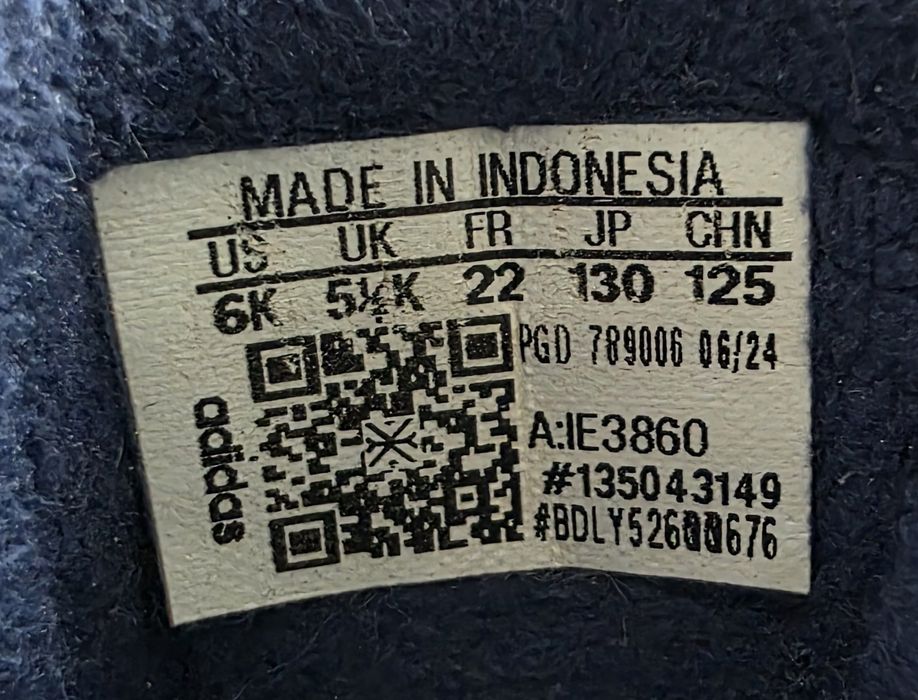 MADE IN INDONESIA
US UK FR JP CHN
6K 5½K 22 130 125
PGD 789006 06/24
adidas
A:IE3860
#135043149
#BDLY52600676